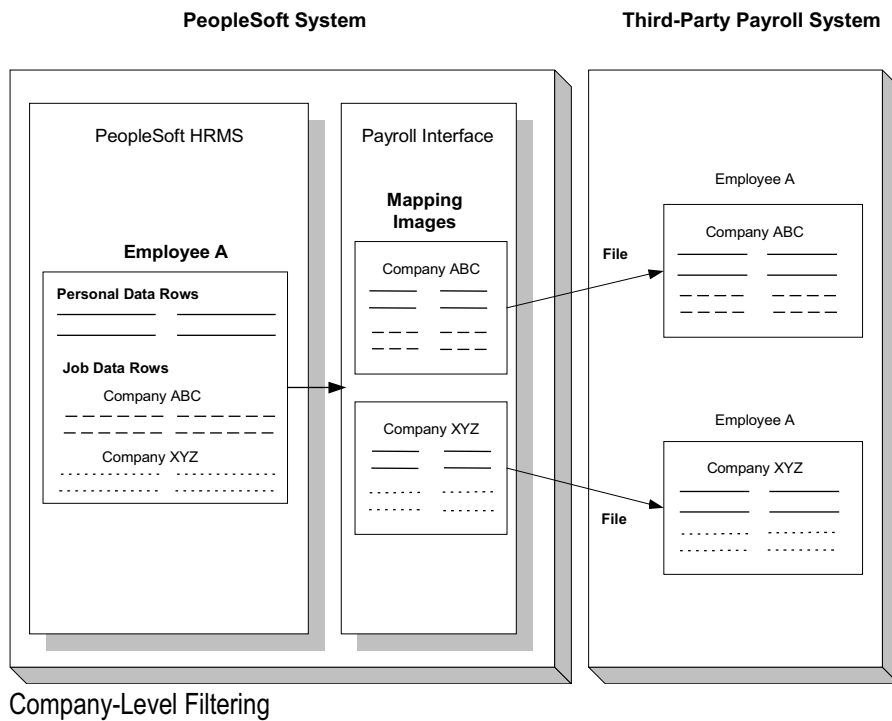 PeopleSoft System
Third-Party Payroll System
PeopleSoft HRMS
Payroll Interface
Mapping
Images
Employee A
Personal Data Rows
Job Data Rows
Company ABC
Company XYZ
Company ABC
Company XYZ
File
File
Employee A
Company ABC
Employee A
Company XYZ
Company-Level Filtering